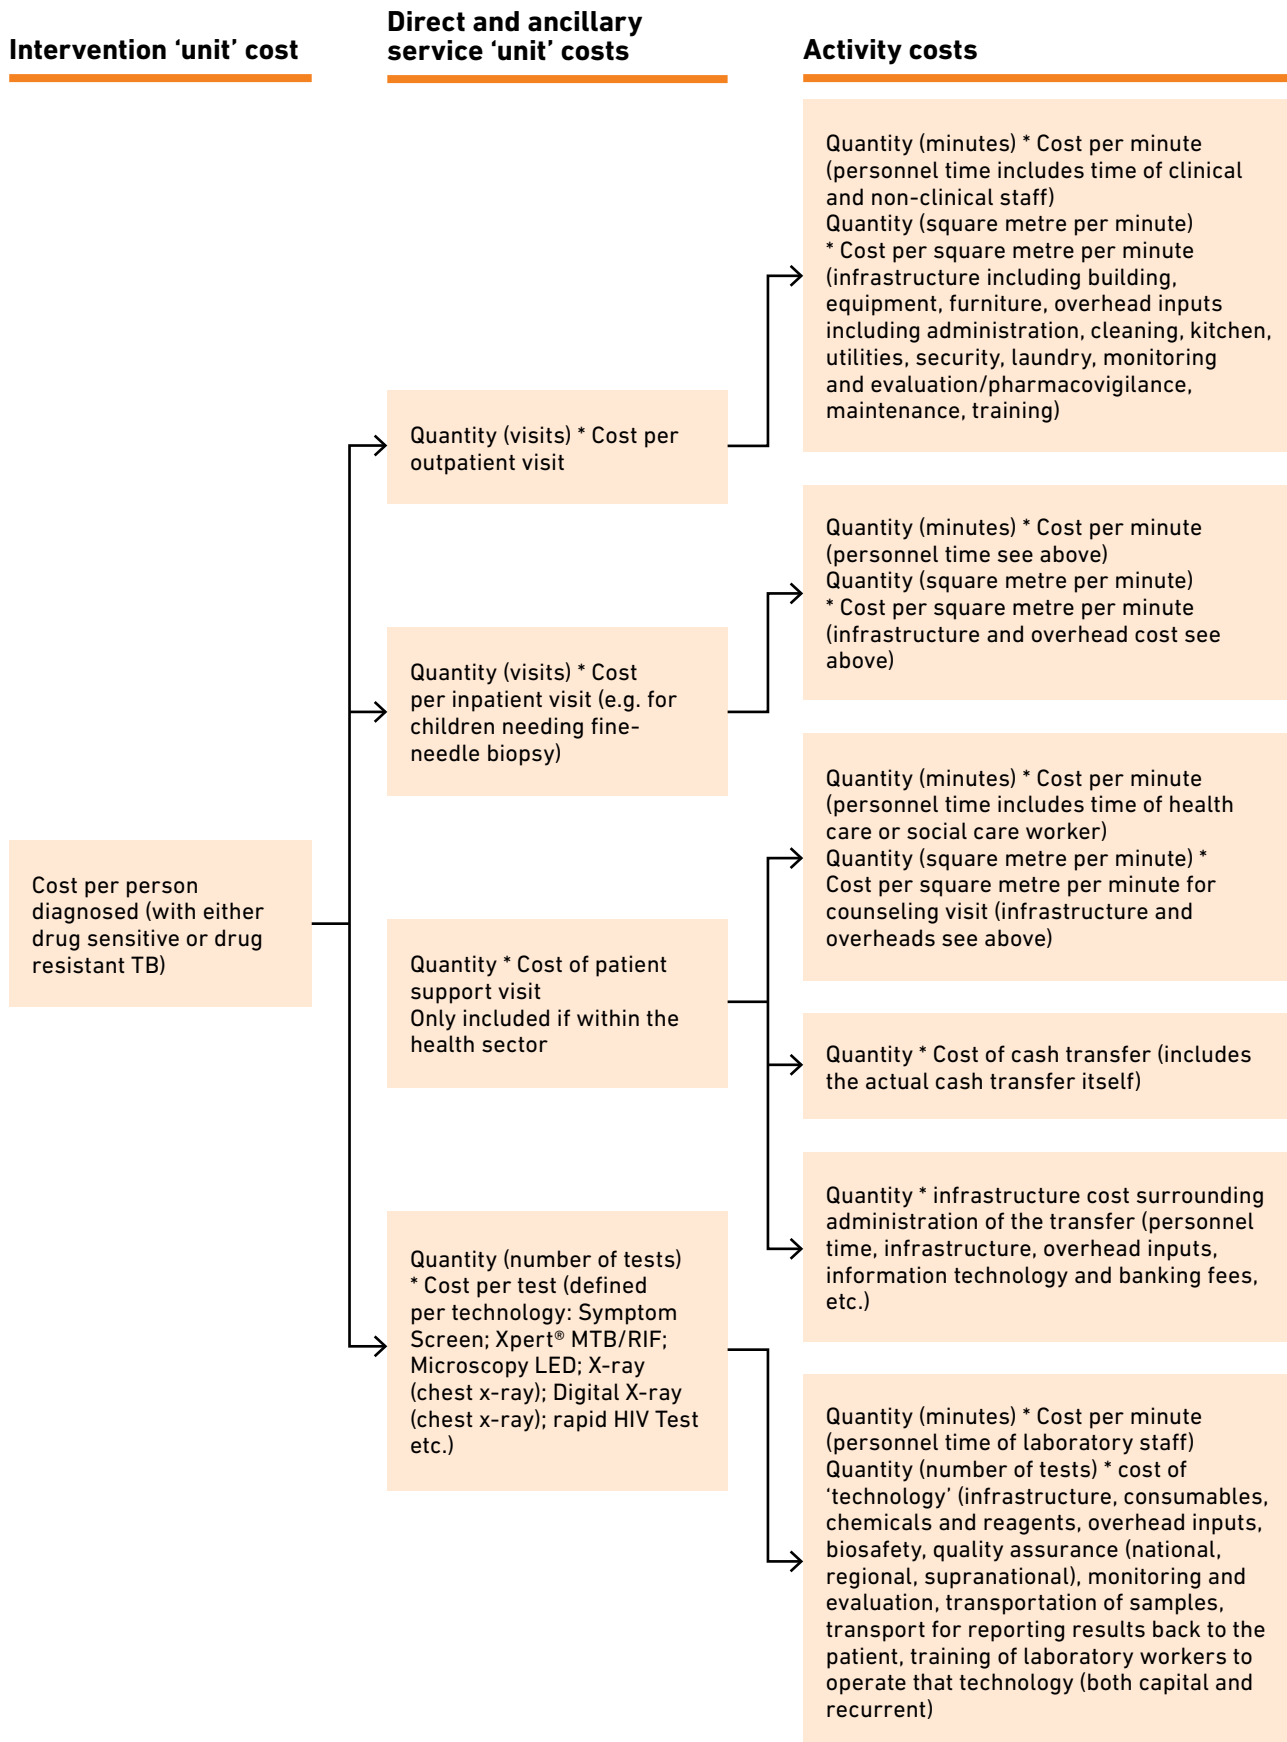 Intervention ‘unit’ cost
Direct and ancillary
service ‘unit’ costs
Activity costs
Cost per person
diagnosed (with either
drug sensitive or drug
resistant TB)
Quantity (visits) * Cost per
outpatient visit
Quantity (visits) * Cost
per inpatient visit (e.g. for
children needing fine-
needle biopsy)
Quantity * Cost of patient
support visit
Only included if within the
health sector
Quantity (number of tests)
* Cost per test (defined
per technology: Symptom
Screen; Xpert® MTB/RIF;
Microscopy LED; X-ray
(chest x-ray); Digital X-ray
(chest x-ray); rapid HIV Test
etc.)
Quantity (minutes) * Cost per minute
(personnel time includes time of clinical
and non-clinical staff)
Quantity (square metre per minute)
* Cost per square metre per minute
(infrastructure including building,
equipment, furniture, overhead inputs
including administration, cleaning, kitchen,
utilities, security, laundry, monitoring
and evaluation/pharmacovigilance,
maintenance, training)
Quantity (minutes) * Cost per minute
(personnel time see above)
Quantity (square metre per minute)
* Cost per square metre per minute
(infrastructure and overhead cost see
above)
Quantity (minutes) * Cost per minute
(personnel time includes time of health
care or social care worker)
Quantity (square metre per minute) *
Cost per square metre per minute for
counseling visit (infrastructure and
overheads see above)
Quantity * Cost of cash transfer (includes
the actual cash transfer itself)
Quantity * infrastructure cost surrounding
administration of the transfer (personnel
time, infrastructure, overhead inputs,
information technology and banking fees,
etc.)
Quantity (minutes) * Cost per minute
(personnel time of laboratory staff)
Quantity (number of tests) * cost of
‘technology’ (infrastructure, consumables,
chemicals and reagents, overhead inputs,
biosafety, quality assurance (national,
regional, supranational), monitoring and
evaluation, transportation of samples,
transport for reporting results back to the
patient, training of laboratory workers to
operate that technology (both capital and
recurrent)